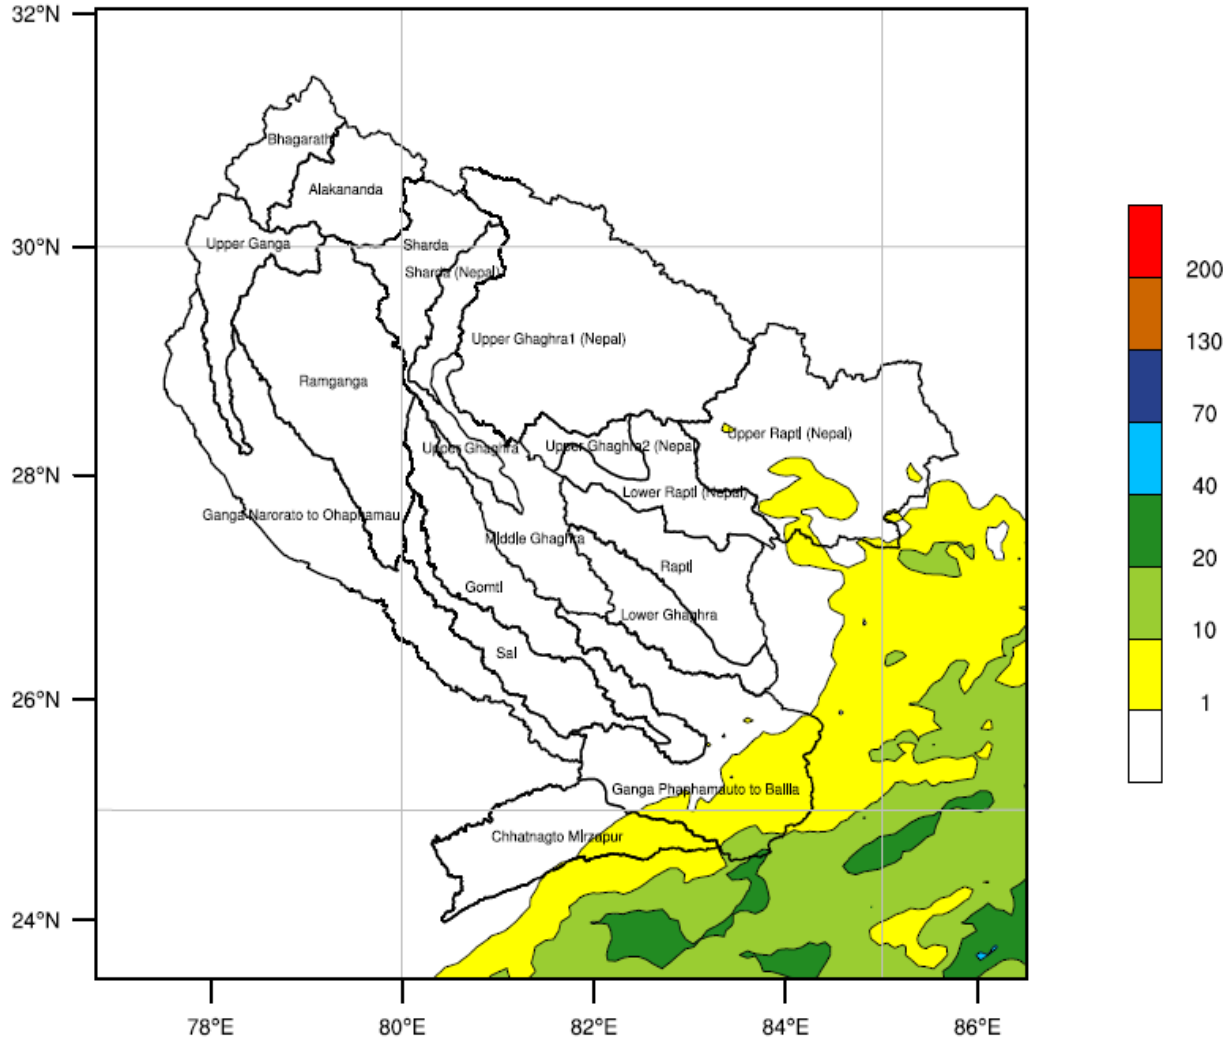 32°N
Bhagarath
Alakananda
Upper Ganga
Sharda
30°N
Sharda (Nepal)
200
Upper Ghaghra1 (Nepal)
130
Ramganga
70
Upper Rapti (Nepal)
Upper Ghaghra
Upper Ghaghra2 (Nepal
28°N
40
Lower Rapti (Nepal)
Ganga Narorato to Ohaphamau
Middle Ghaghra
20
Rapti
Gomti
Lower Ghaghra
10
Sai
26°N
1
Ganga Phaphamauto to Ballia
Chhatnagto Mirzapur
24°N
78°E
80°E
82°E
84°E
86°E